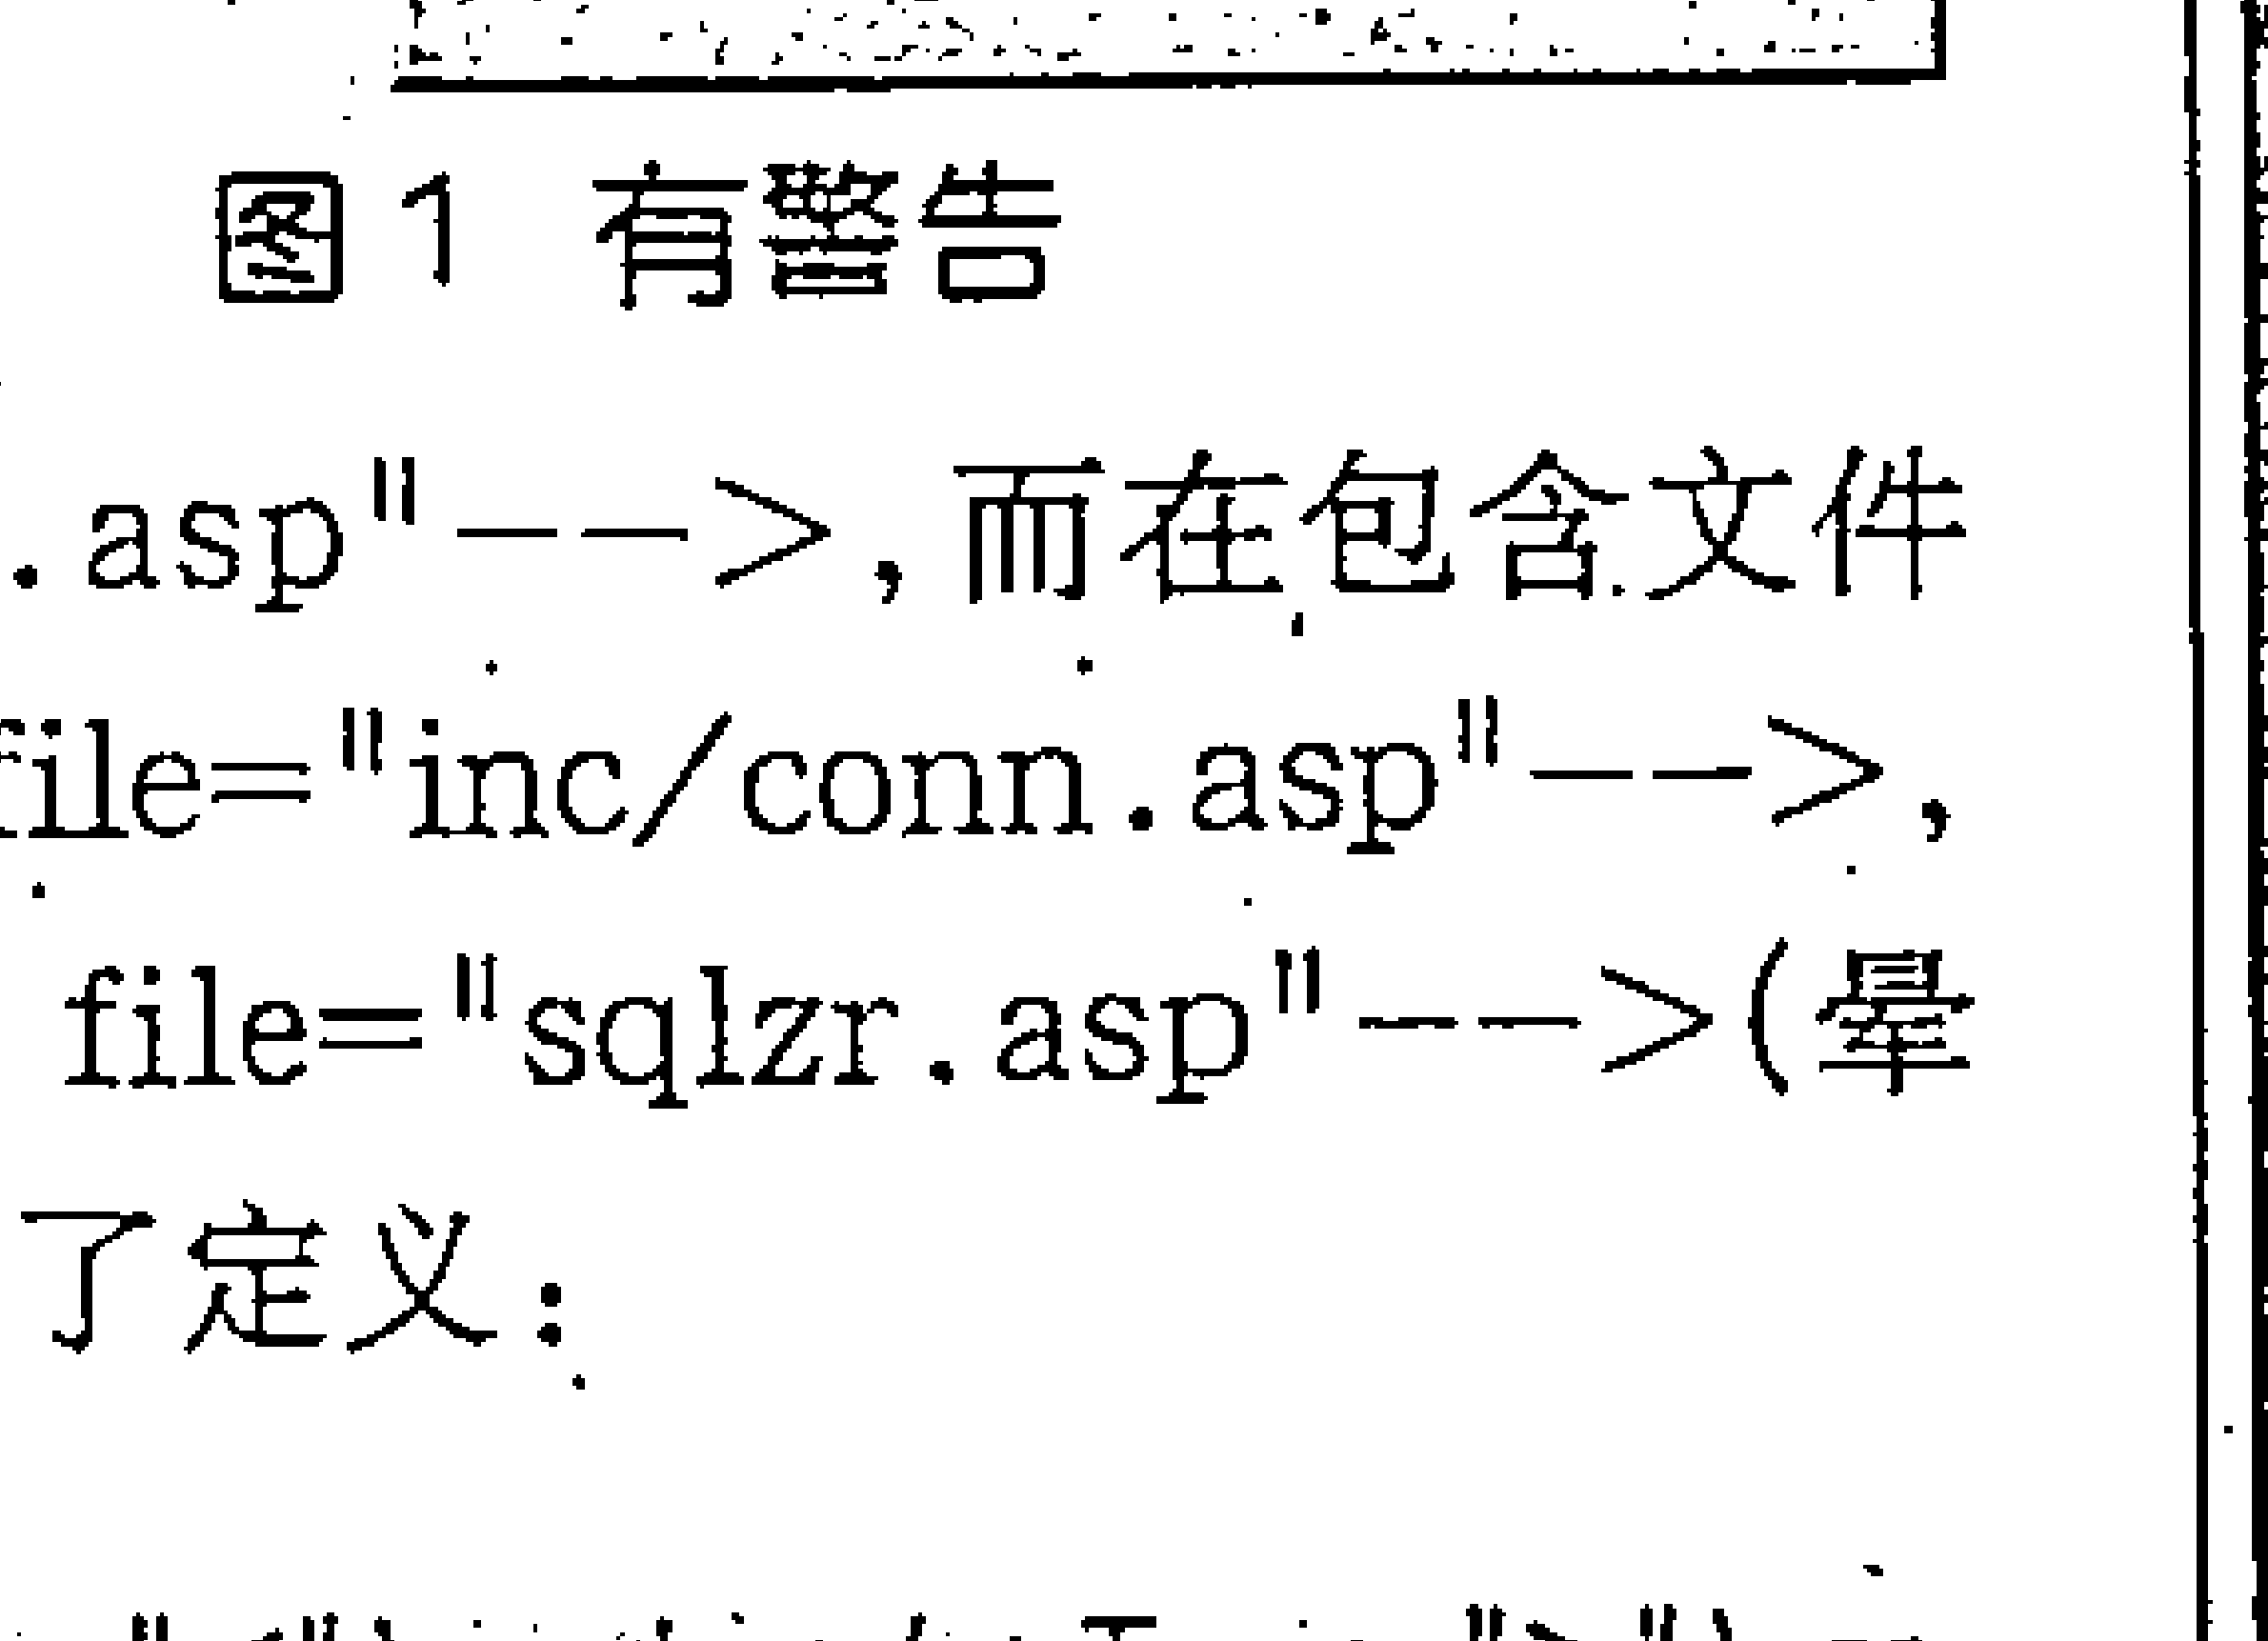 图1 有警告
.asp"-->,而在包含文件
file="inc/conn.asp"-->,
file="sqlzr.asp"-->(晕
了定义: